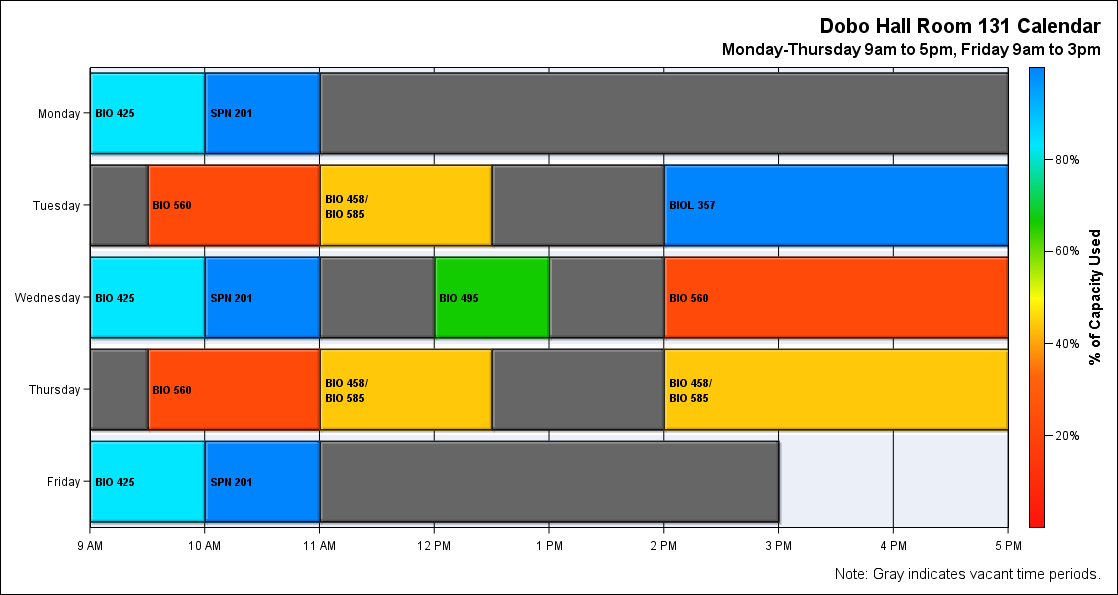 Dobo Hall Room 131 Calendar
Monday-Thursday 9am to 5pm, Friday 9am to 3pm
Monday
BIO 425
SPN 201
Tuesday
BIO 560
BIO 458/
BIO 585
BIOL 357
Wednesday
BIO 425
SPN 201
BIO 495
BIO 560
Thursday
BIO 560
BIO 458/
BIO 585
BIO 458/
BIO 585
Friday
BIO 425
SPN 201
9 AM
10 AM
11 AM
12 PM
1 PM
2 PM
3 PM
4 PM
5 PM
80%
60%
40%
20%
% of Capacity Used
Note: Gray indicates vacant time periods.